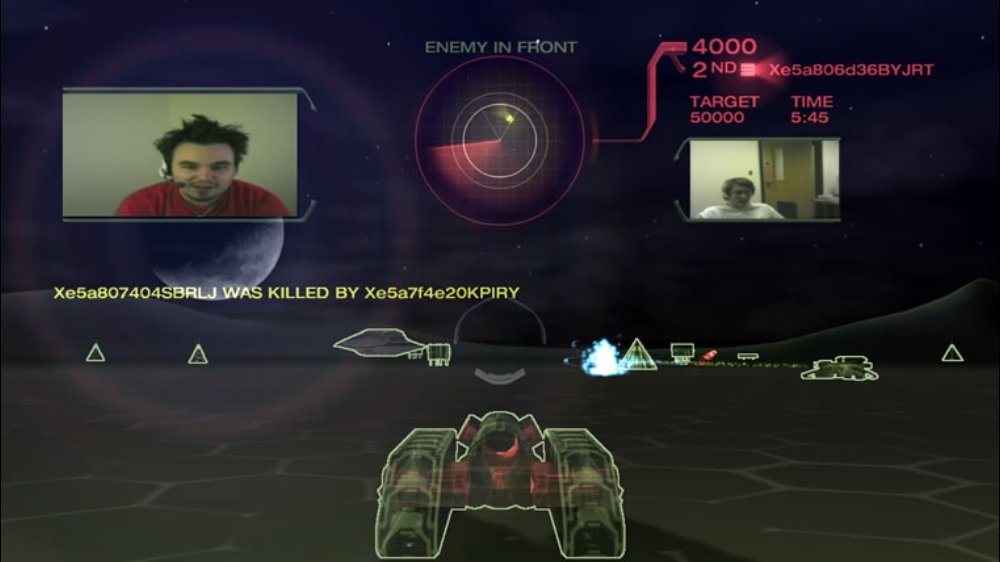 ENEMY IN FRONT
4000
2ND Xe5a806d36BYJRT
TARGET TIME
50000 5:45
Xe5a807404SBRLJ WAS KILLED BY Xe5a7f4e20KPIRY